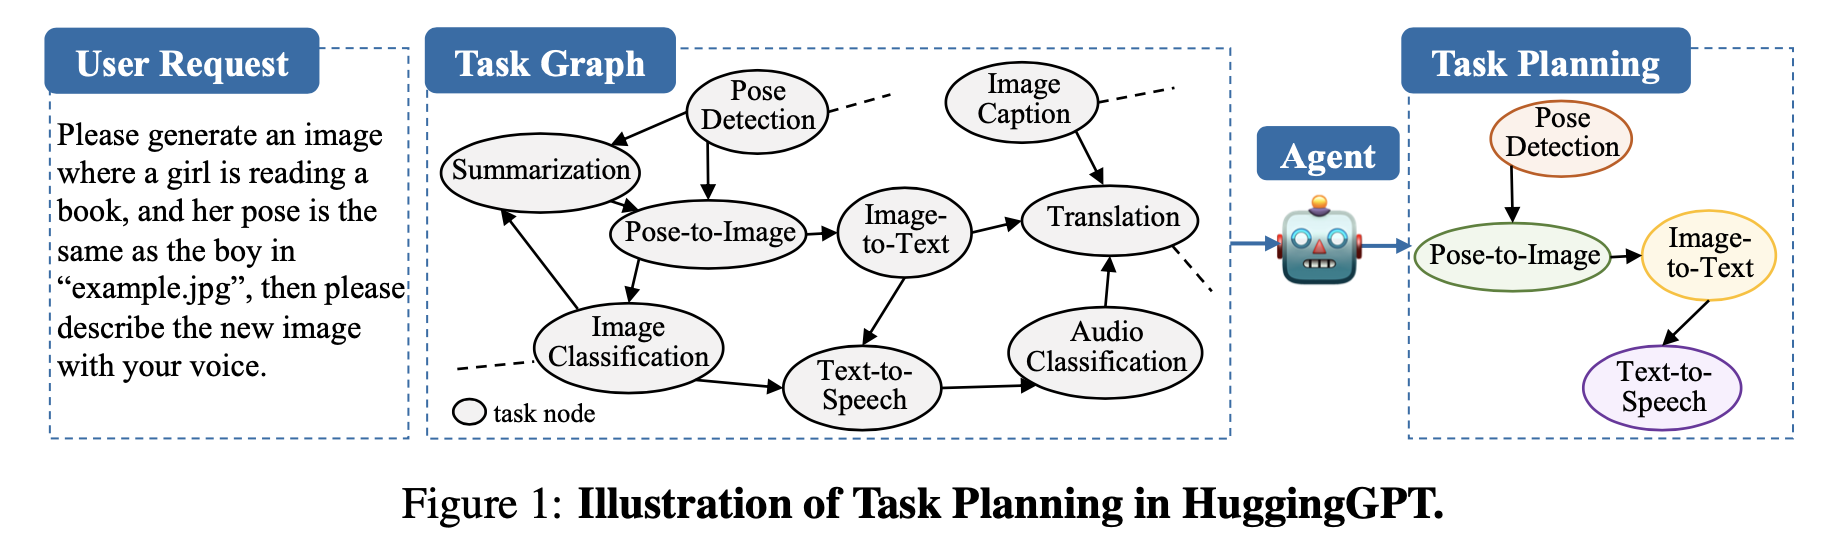 User Request
Please generate an image
where a girl is reading a
book, and her pose is the
same as the boy in
“example.jpg”, then please
describe the new image
with your voice.
Task Graph
Pose
Detection
Summarization
Pose-to-Image
Image
Classification
Image-
to-Text
Text-to-
Speech
Image
Caption
Translation
Audio
Classification
task node
Agent
Task Planning
Pose
Detection
Pose-to-Image
Image-
to-Text
Text-to-
Speech
Figure 1: Illustration of Task Planning in HuggingGPT.